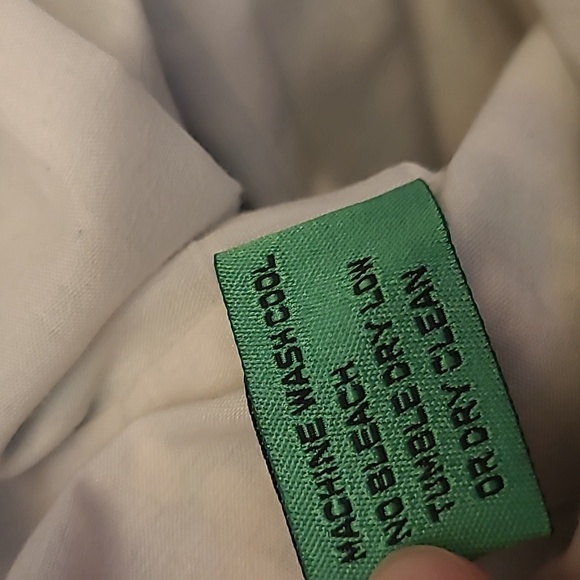 MACHINE WASH COOL
NO BLEACH
TUMBLE DRY LOW
OR DRY CLEAN